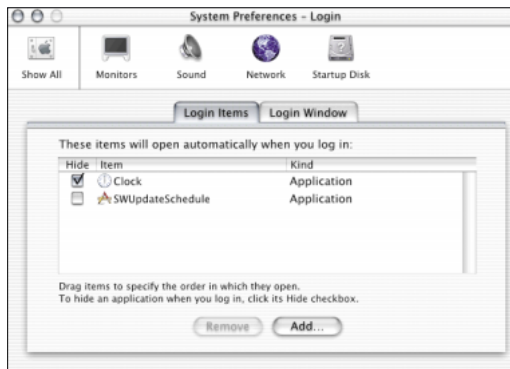 System Preferences - Login
Show All Monitors Sound Network Startup Disk
Login Items Login Window
These items will open automatically when you log in:
Hide Item Kind
Clock Application
SWUpdateSchedule Application
Drag items to specify the order in which they open.
To hide an application when you log in, click its Hide checkbox.
Remove Add...